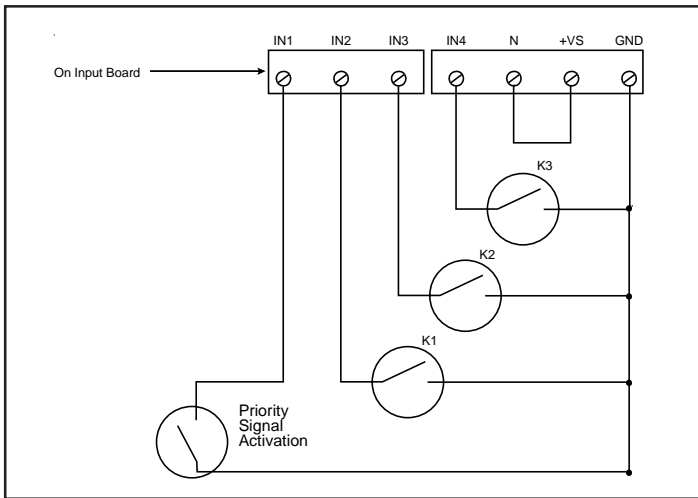 IN1 IN2 IN3 IN4 N +VS GND
On Input Board
K3
K2
K1
Priority
Signal
Activation